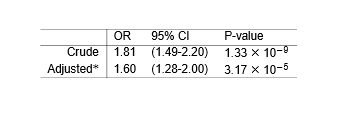 OR 95% CI P-value
Crude 1.81 (1.49-2.20) 1.33 × 10⁻⁹
Adjusted* 1.60 (1.28-2.00) 3.17 × 10⁻⁵